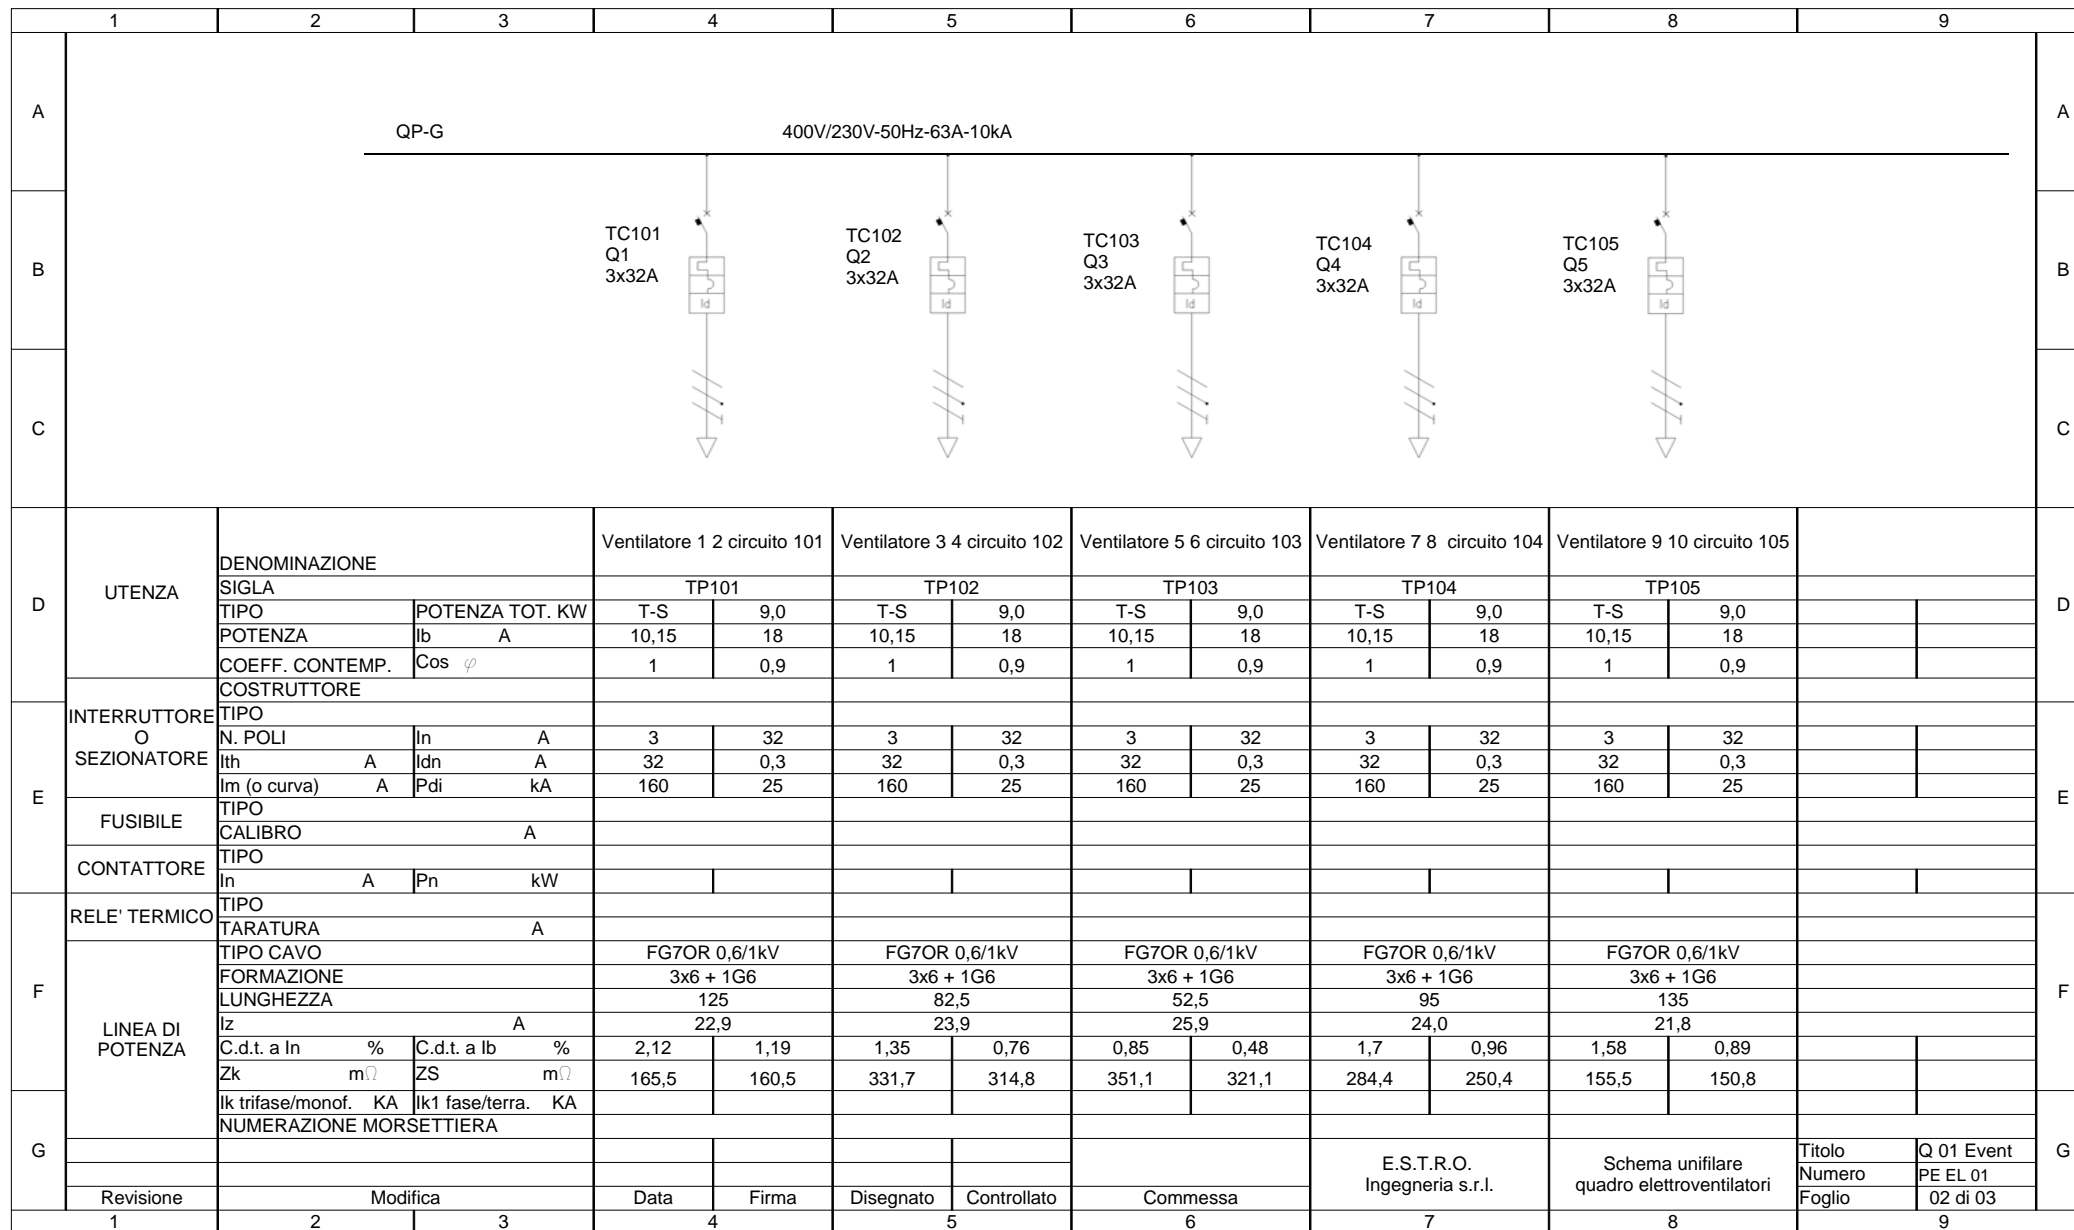 1 2 3 4 5 6 7 8 9
A A
QP-G 400V/230V-50Hz-63A-10kA
B B
TC101
Q1
3x32A
Id
TC102
Q2
3x32A
Id
TC103
Q3
3x32A
Id
TC104
Q4
3x32A
Id
TC105
Q5
3x32A
Id
C C
D D
UTENZA
DENOMINAZIONE Ventilatore 1 2 circuito 101 Ventilatore 3 4 circuito 102 Ventilatore 5 6 circuito 103 Ventilatore 7 8 circuito 104 Ventilatore 9 10 circuito 105
SIGLA TP101 TP102 TP103 TP104 TP105
TIPO POTENZA TOT. KW T-S 9,0 T-S 9,0 T-S 9,0 T-S 9,0 T-S 9,0
POTENZA Ib A 10,15 18 10,15 18 10,15 18 10,15 18 10,15 18
COEFF. CONTEMP. Cos φ 1 0,9 1 0,9 1 0,9 1 0,9 1 0,9
E E
INTERRUTTORE
O
SEZIONATORE
COSTRUTTORE
TIPO
N. POLI In A 3 32 3 32 3 32 3 32 3 32
Ith A Idn A 32 0,3 32 0,3 32 0,3 32 0,3 32 0,3
Im (o curva) A Pdi kA 160 25 160 25 160 25 160 25 160 25
FUSIBILE
TIPO
CALIBRO A
CONTATTORE
TIPO
In A Pn kW
F F
RELE' TERMICO
TIPO
TARATURA A
LINEA DI
POTENZA
TIPO CAVO FG7OR 0,6/1kV FG7OR 0,6/1kV FG7OR 0,6/1kV FG7OR 0,6/1kV FG7OR 0,6/1kV
FORMAZIONE 3x6 + 1G6 3x6 + 1G6 3x6 + 1G6 3x6 + 1G6 3x6 + 1G6
LUNGHEZZA 125 82,5 52,5 95 135
Iz A 22,9 23,9 25,9 24,0 21,8
C.d.t. a In % C.d.t. a Ib % 2,12 1,19 1,35 0,76 0,85 0,48 1,7 0,96 1,58 0,89
Zk mΩ ZS mΩ 165,5 160,5 331,7 314,8 351,1 321,1 284,4 250,4 155,5 150,8
Ik trifase/monof. KA Ik1 fase/terra. KA
NUMERAZIONE MORSETTIERA
G G
E.S.T.R.O.
Ingegneria s.r.l.
Schema unifilare
quadro elettroventilatori
Titolo Q 01 Event
Numero PE EL 01
Foglio 02 di 03
Revisione Modifica Data Firma Disegnato Controllato Commessa
1 2 3 4 5 6 7 8 9